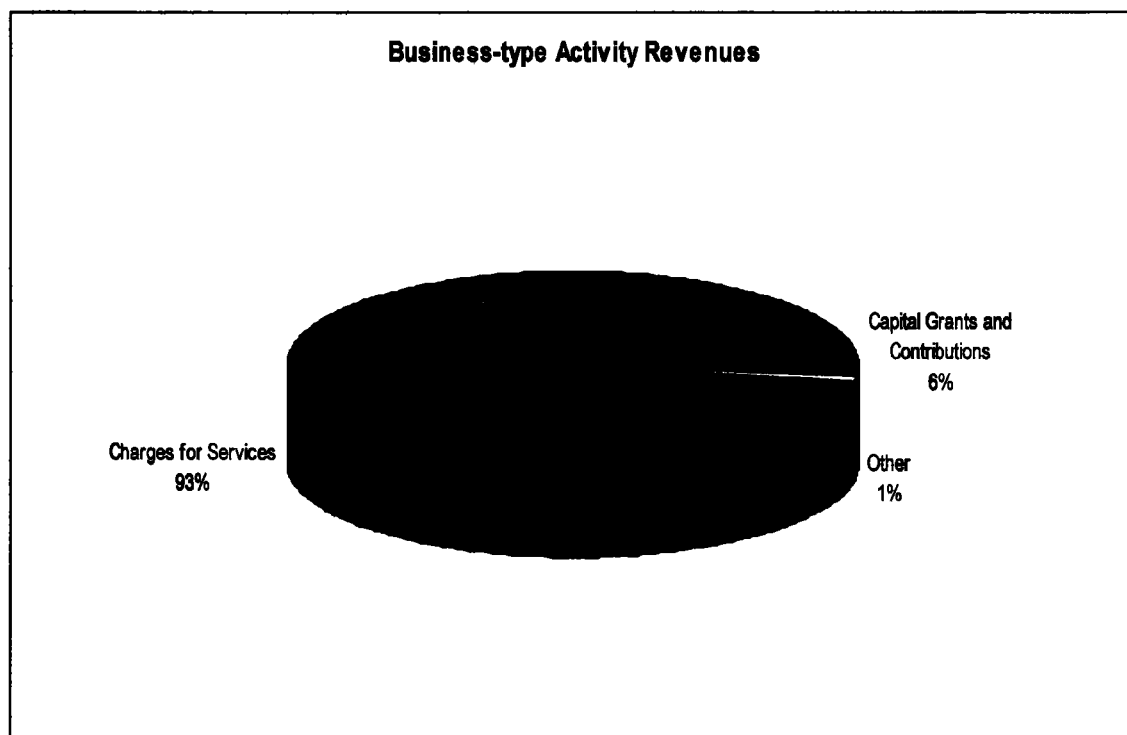 Business-type Activity Revenues
Capital Grants and
Contributions
6%
Charges for Services
93%
Other
1%